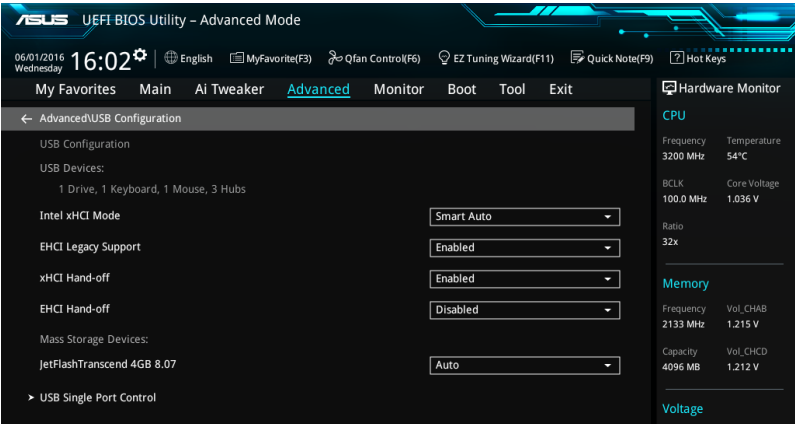 ASUS UEFI BIOS Utility – Advanced Mode
06/01/2016
Wednesday
16:02
English
MyFavorite(F3)
Qfan Control(F6)
EZ Tuning Wizard(F11)
Quick Note(F9)
? Hot Keys
My Favorites Main Ai Tweaker Advanced Monitor Boot Tool Exit
Hardware Monitor
Advanced\USB Configuration
USB Configuration
USB Devices:
1 Drive, 1 Keyboard, 1 Mouse, 3 Hubs
Intel xHCI Mode Smart Auto
EHCI Legacy Support Enabled
xHCI Hand-off Enabled
EHCI Hand-off Disabled
Mass Storage Devices:
JetFlashTranscend 4GB 8.07 Auto
USB Single Port Control
CPU
Frequency Temperature
3200 MHz 54°C
BCLK Core Voltage
100.0 MHz 1.036 V
Ratio
32x
Memory
Frequency Vol_CHAB
2133 MHz 1.215 V
Capacity Vol_CHCD
4096 MB 1.212 V
Voltage